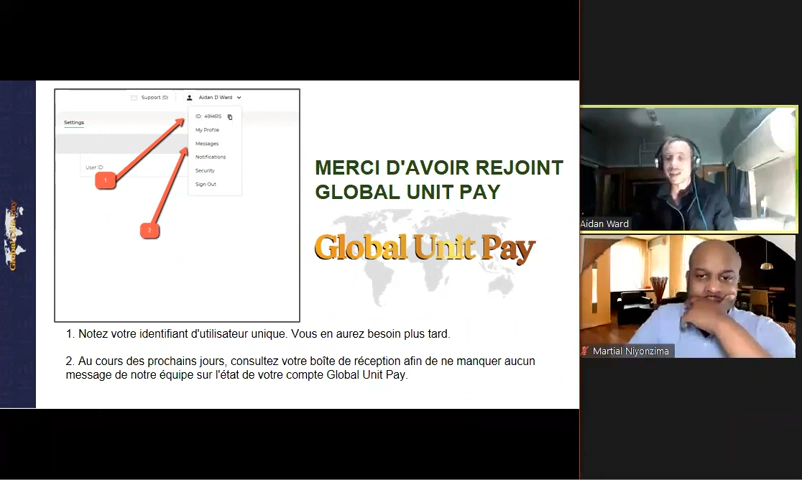 Support (0)
Aidan D Ward
Settings
My Profile
Messages
User ID
Notifications
Security
Sign Out
1
2
MERCI D'AVOIR REJOINT
GLOBAL UNIT PAY
Global Unit Pay
Global Unit Pay
1. Notez votre identifiant d'utilisateur unique. Vous en aurez besoin plus tard.
2. Au cours des prochains jours, consultez votre boîte de réception afin de ne manquer aucun
message de notre équipe sur l'état de votre compte Global Unit Pay.
Aidan Ward
Martial Niyonzima